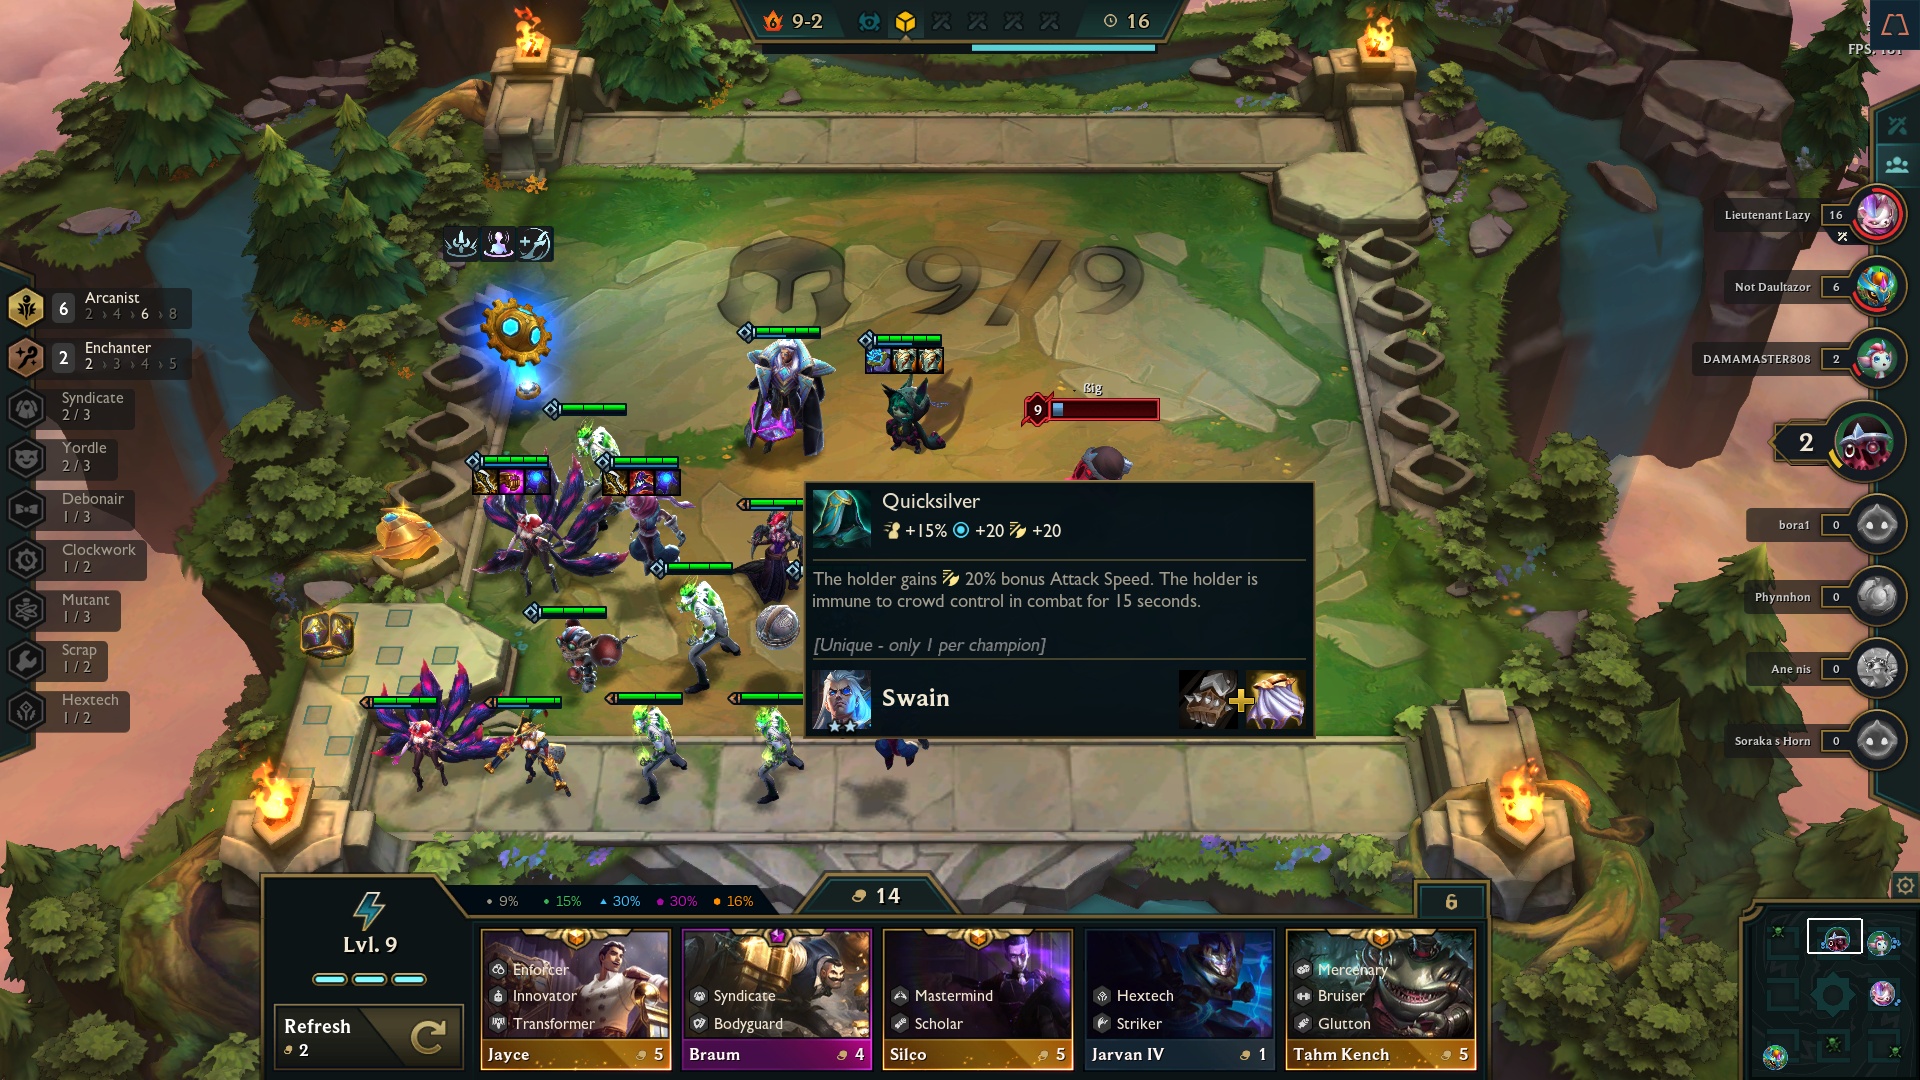 9-2
16
FPS: 101
9/9
6
Arcanist
2 › 4 › 6 › 8
2
Enchanter
2 › 3 › 4 › 5
Syndicate
2 / 3
Yordle
2 / 3
Debonair
1 / 3
Clockwork
1 / 2
Mutant
1 / 3
Scrap
1 / 2
Hextech
1 / 2
9
Quicksilver
+15% +20 +20
The holder gains 20% bonus Attack Speed. The holder is
immune to crowd control in combat for 15 seconds.
[Unique - only 1 per champion]
Swain
Lieutenant Lazy 16
Not Daultazor 6
DAMAMASTER808 2
2
bora1 0
Phynnhon 0
Ane nis 0
Soraka s Horn 0
9% 15% 30% 30% 16%
14
6
Lvl. 9
Refresh
2
Enforcer
Innovator
Transformer
Jayce 5
Syndicate
Bodyguard
Braum 4
Mastermind
Scholar
Silco 5
Hextech
Striker
Jarvan IV 1
Mercenary
Bruiser
Glutton
Tahm Kench 5